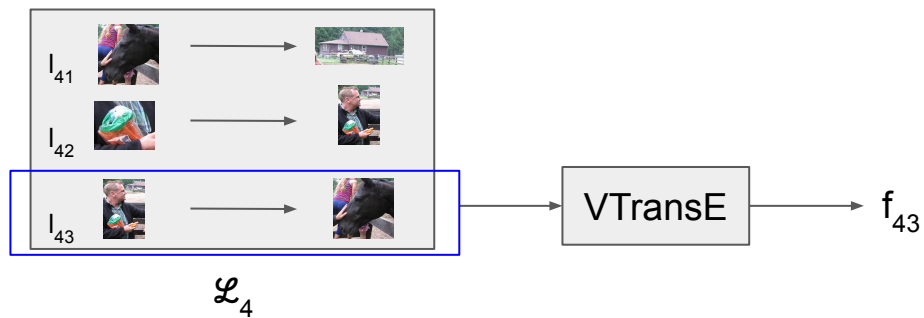 l₄₁
l₄₂
l₄₃
VTransE
f₄₃
ℒ₄